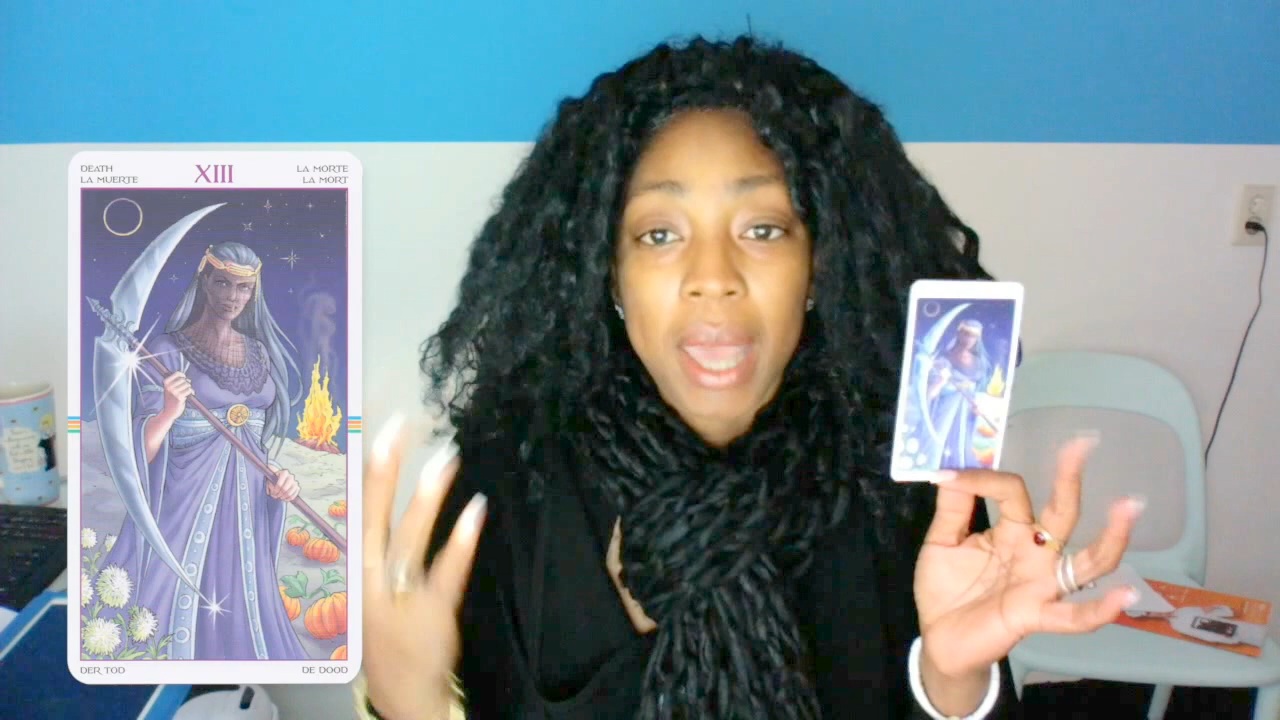 DEATH
LA MUERTE
XIII
LA MORTE
LA MORT
DER TOD
DE DOOD